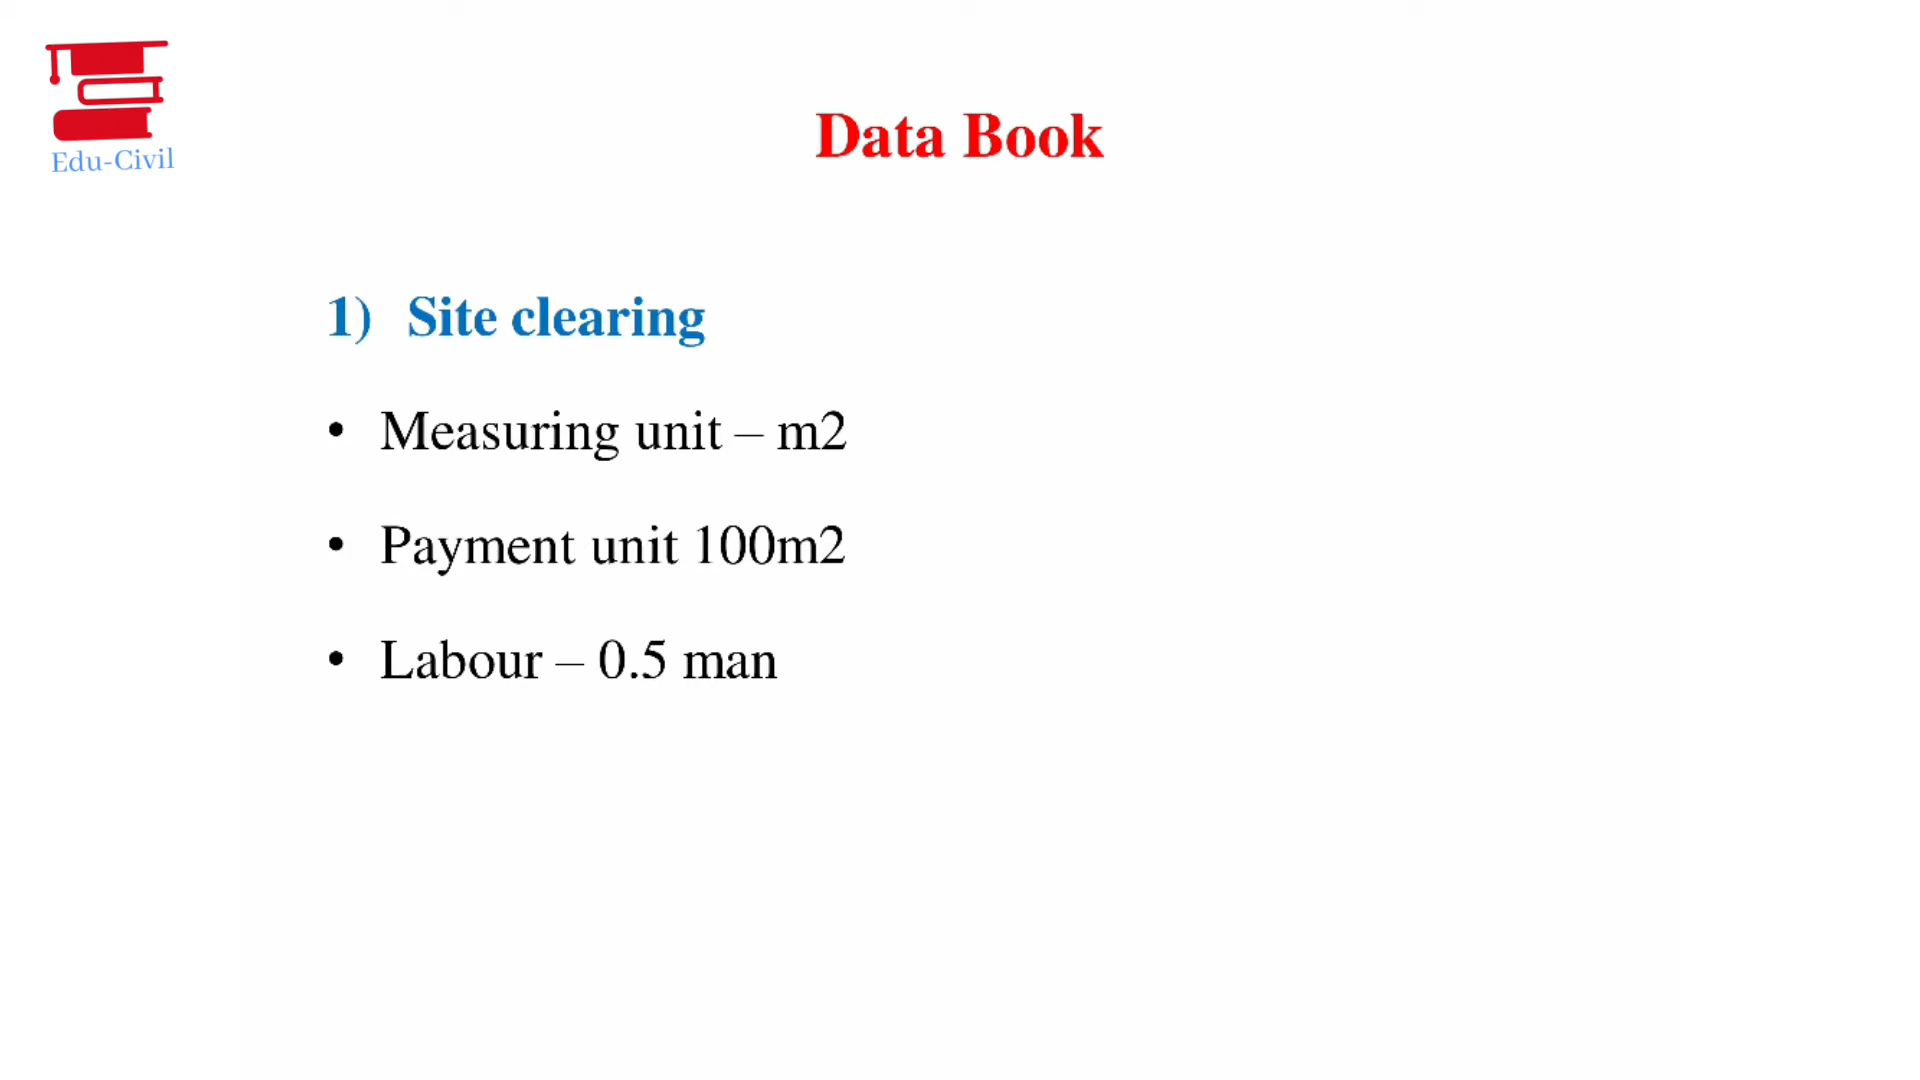 Edu-Civil
Data Book
1) Site clearing
• Measuring unit – m2
• Payment unit 100m2
• Labour – 0.5 man